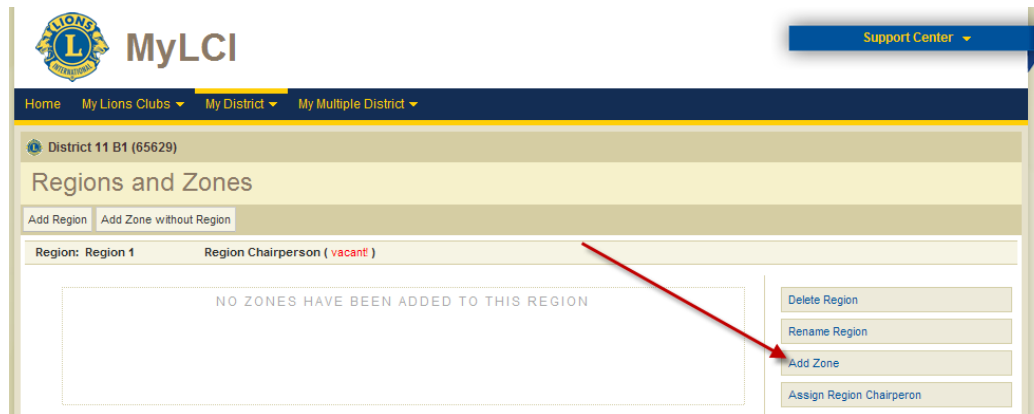 LIONS
L
INTERNATIONAL
MyLCI
Support Center
Home My Lions Clubs My District My Multiple District
District 11 B1 (65629)
Regions and Zones
Add Region Add Zone without Region
Region: Region 1 Region Chairperson ( vacant! )
NO ZONES HAVE BEEN ADDED TO THIS REGION
Delete Region
Rename Region
Add Zone
Assign Region Chairperon